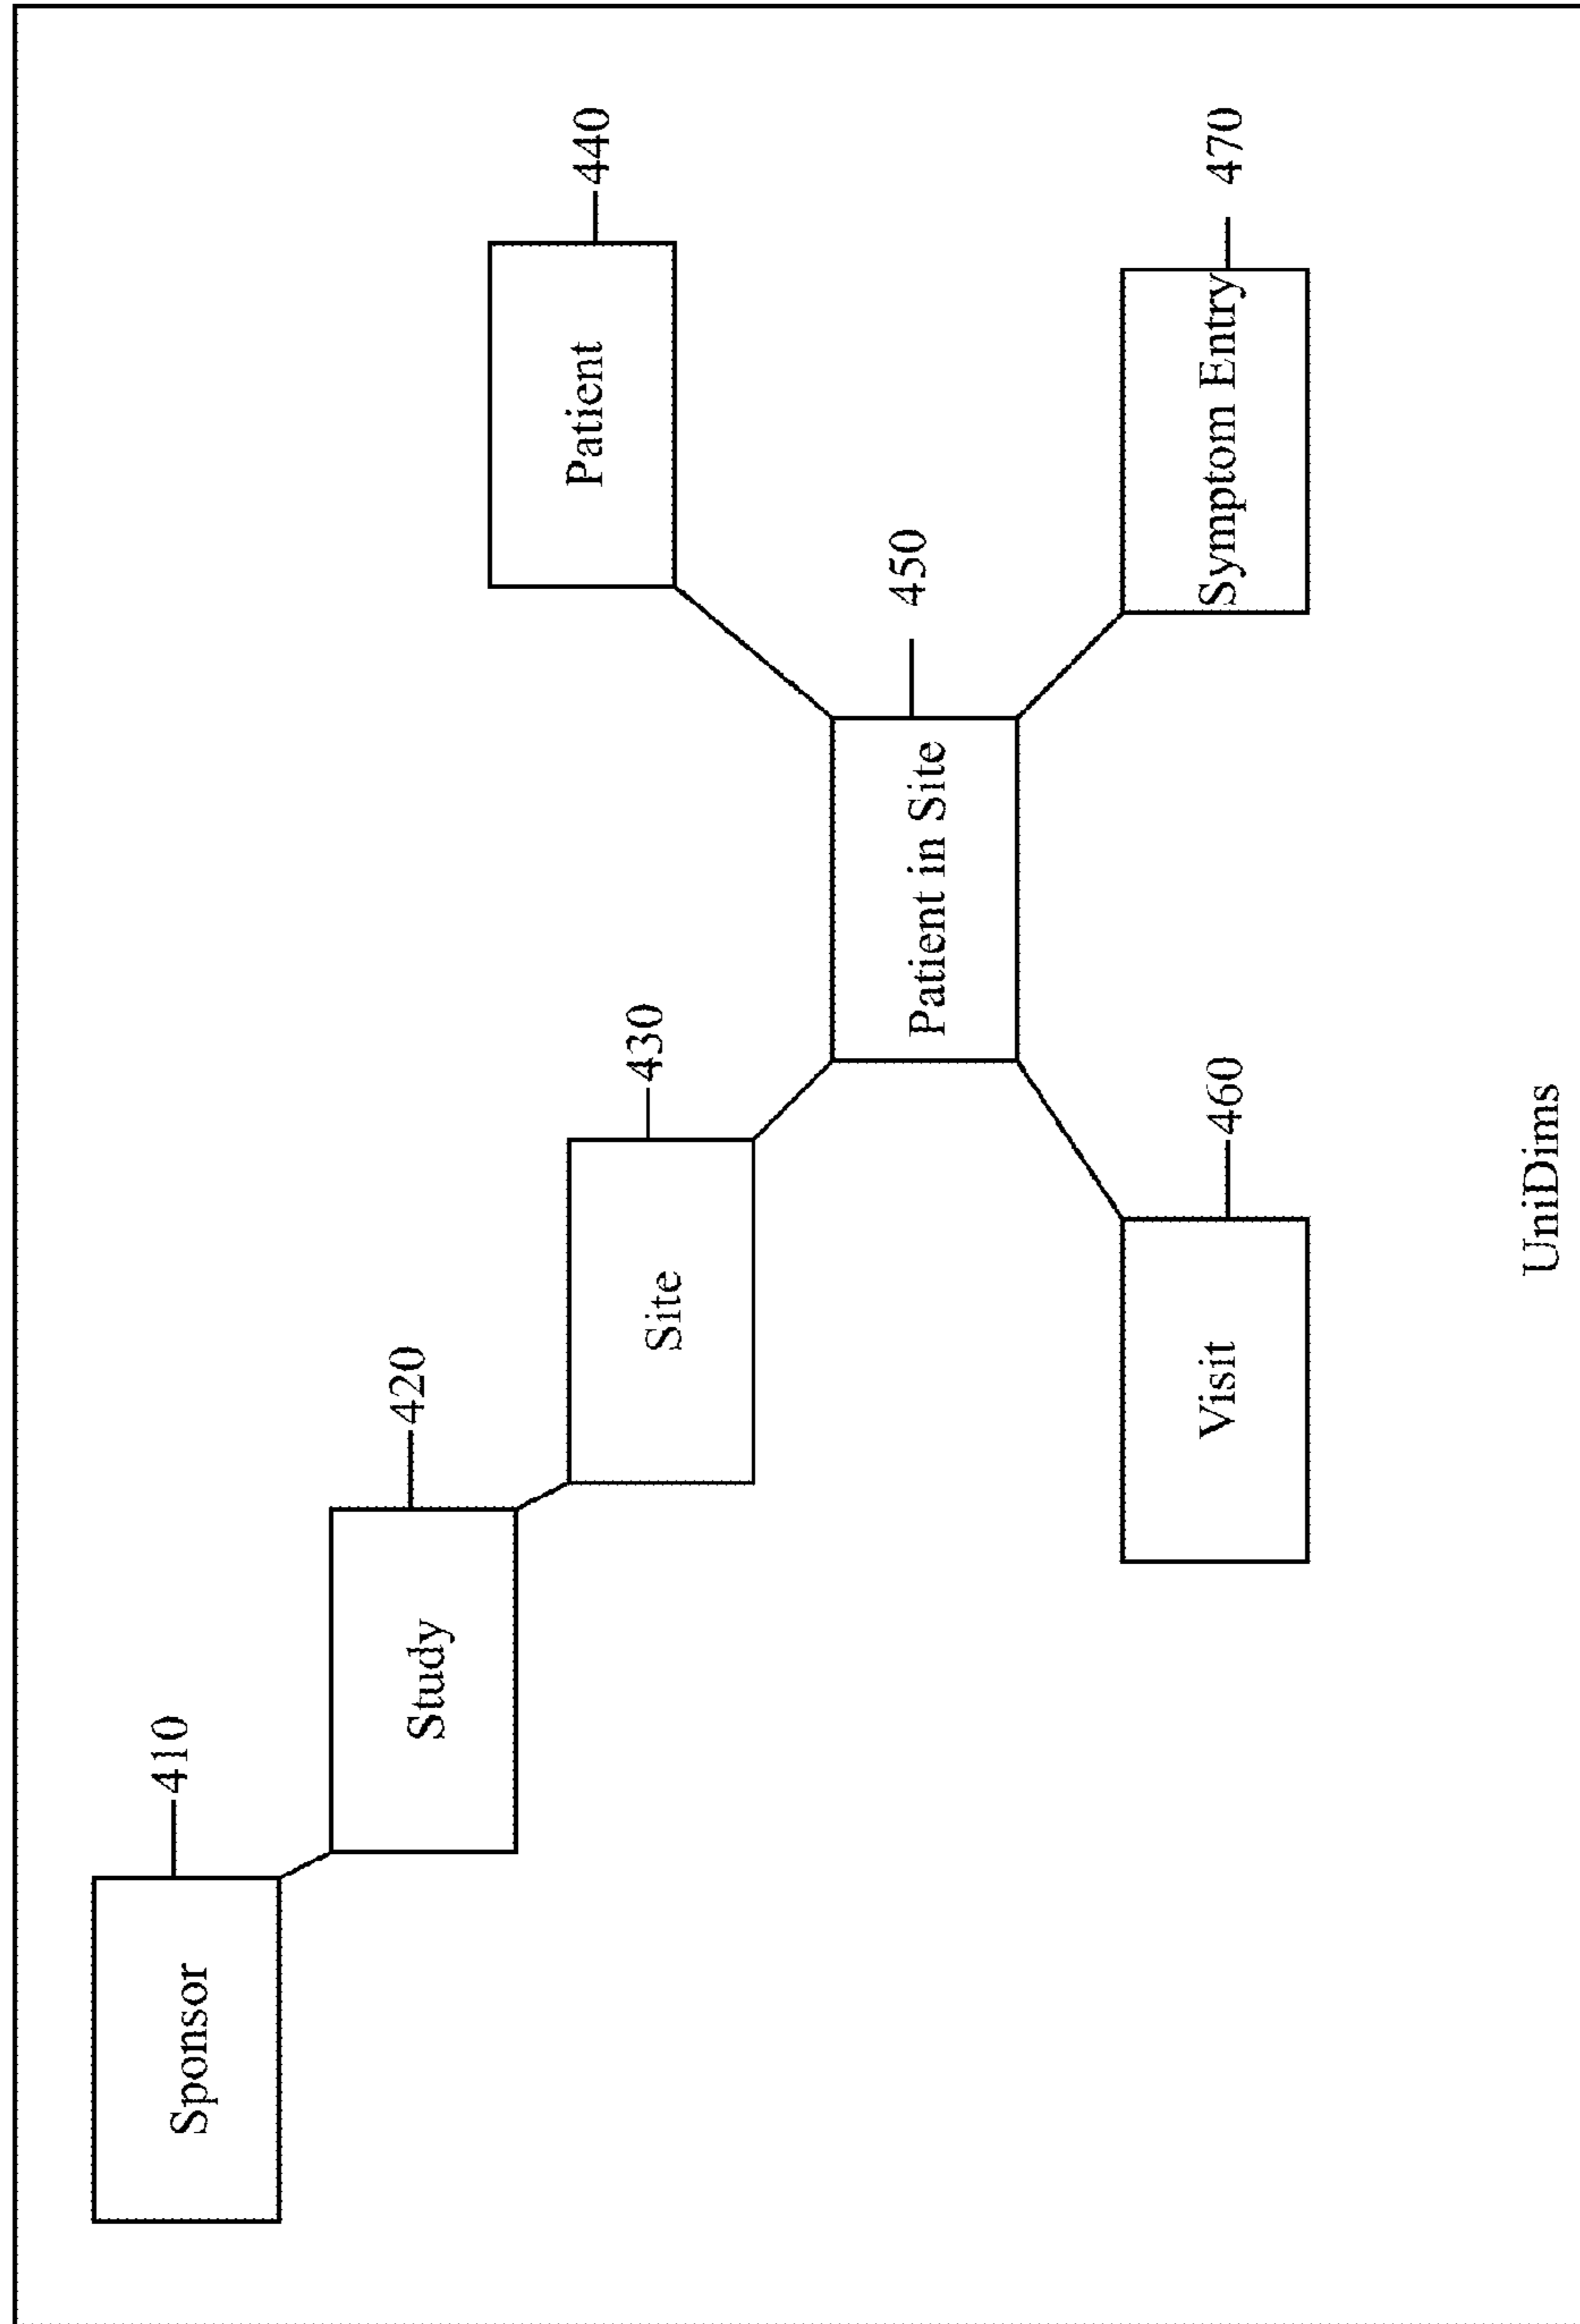 Sponsor
410
Study
420
Site
430
Patient
440
Patient in Site
450
Visit
460
Symptom Entry
470
UniDims